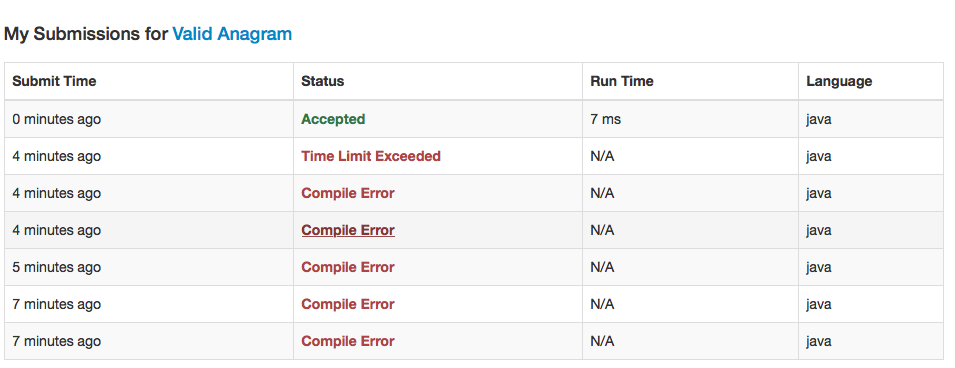 My Submissions for Valid Anagram
Submit Time Status Run Time Language
0 minutes ago Accepted 7 ms java
4 minutes ago Time Limit Exceeded N/A java
4 minutes ago Compile Error N/A java
4 minutes ago Compile Error N/A java
5 minutes ago Compile Error N/A java
7 minutes ago Compile Error N/A java
7 minutes ago Compile Error N/A java